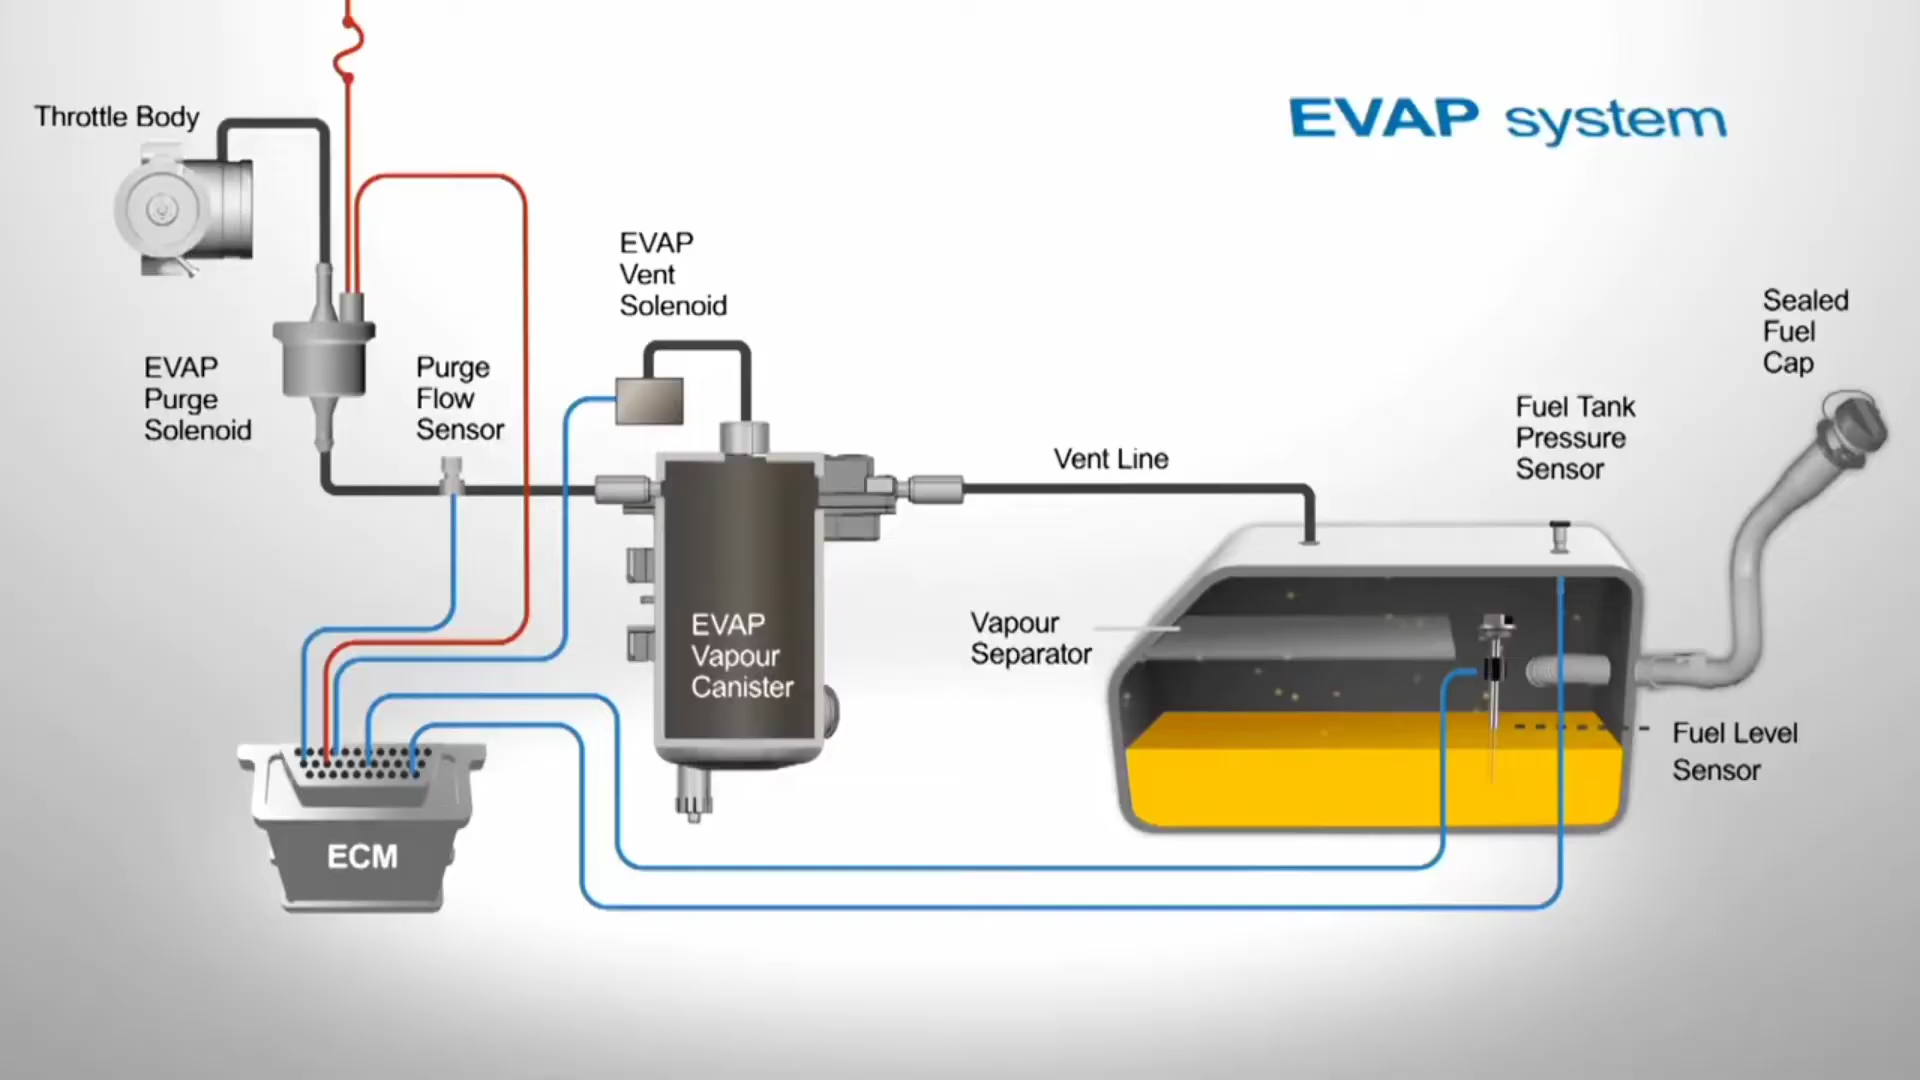 EVAP system
Throttle Body
EVAP
Vent
Solenoid
Sealed
Fuel
Cap
EVAP
Purge
Solenoid
Purge
Flow
Sensor
Fuel Tank
Pressure
Sensor
Vent Line
EVAP
Vapour
Canister
Vapour
Separator
Fuel Level
Sensor
ECM